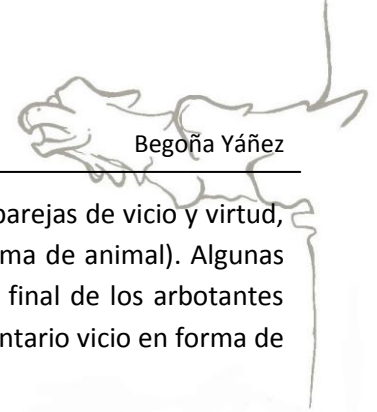 Begoña Yáñez
parejas de vicio y virtud,
ma de animal). Algunas
final de los arbotantes
ntario vicio en forma de